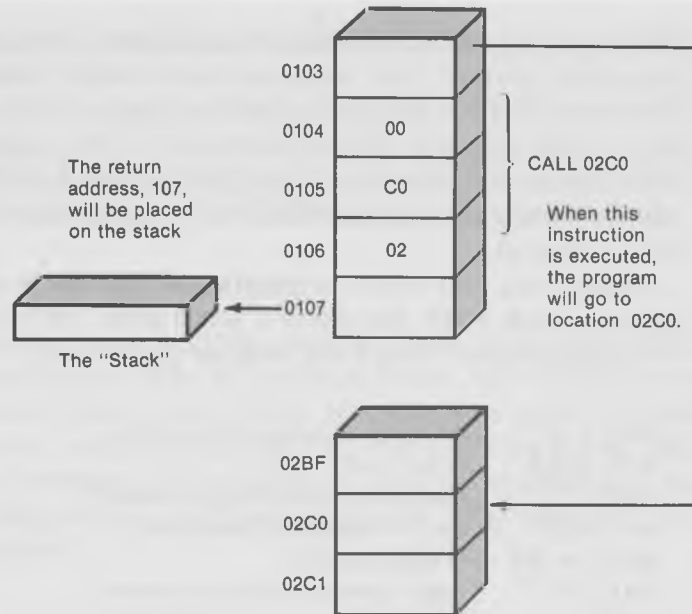 0103
0104 00
0105 C0
0106 02
0107
CALL 02C0
When this
instruction
is executed,
the program
will go to
location 02C0.
The return
address, 107,
will be placed
on the stack
The "Stack"
02BF
02C0
02C1